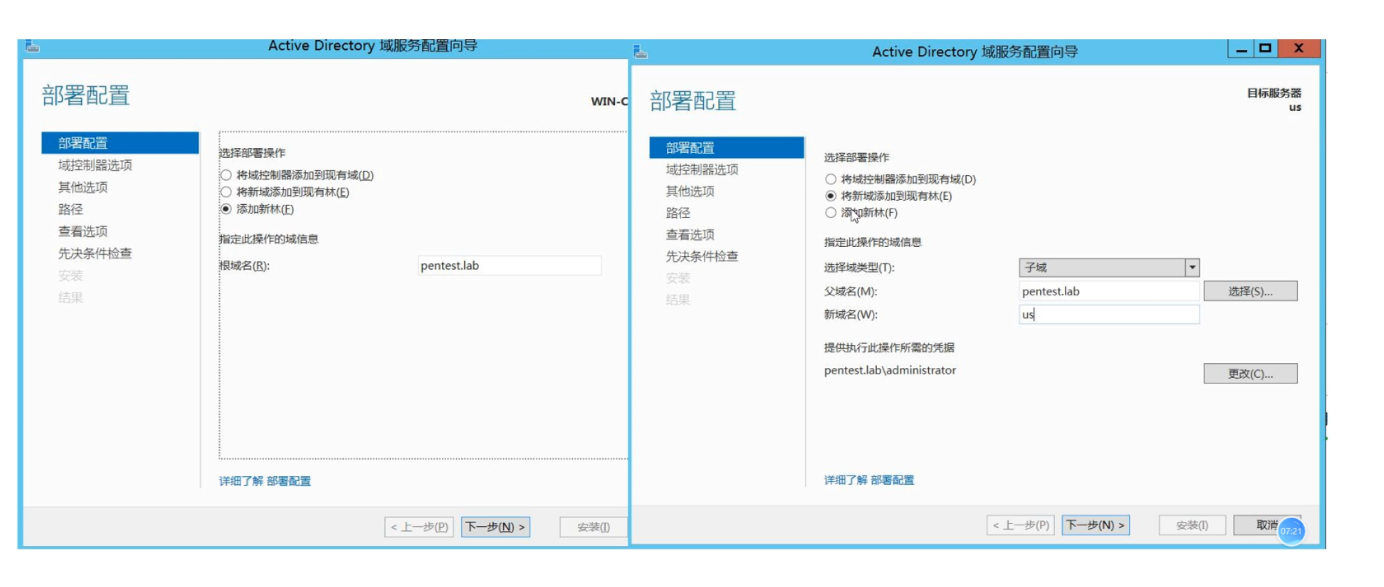 Active Directory 域服务配置向导
部署配置
WIN-C
部署配置
域控制器选项
其他选项
路径
查看选项
先决条件检查
安装
结果
选择部署操作
将域控制器添加到现有域(D)
将新域添加到现有林(E)
添加新林(F)
指定此操作的域信息
根域名(R):
pentest.lab
详细了解 部署配置
< 上一步(P)
下一步(N) >
安装(I)
Active Directory 域服务配置向导
部署配置
目标服务器
us
部署配置
域控制器选项
其他选项
路径
查看选项
先决条件检查
安装
结果
选择部署操作
将域控制器添加到现有域(D)
将新域添加到现有林(E)
添加新林(F)
指定此操作的域信息
选择域类型(T):
子域
父域名(M):
pentest.lab
选择(S)...
新域名(W):
us
提供执行此操作所需的凭据
pentest.lab\administrator
更改(C)...
详细了解 部署配置
< 上一步(P)
下一步(N) >
安装(I)
取消
07:21